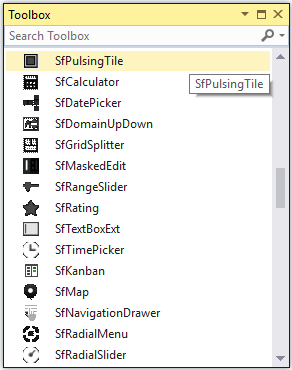 Toolbox
Search Toolbox
SfPulsingTile
SfCalculator
SfPulsingTile
SfDatePicker
SfDomainUpDown
SfGridSplitter
SfMaskedEdit
SfRangeSlider
SfRating
SfTextBoxExt
SfTimePicker
SfKanban
SfMap
SfNavigationDrawer
SfRadialMenu
SfRadialSlider